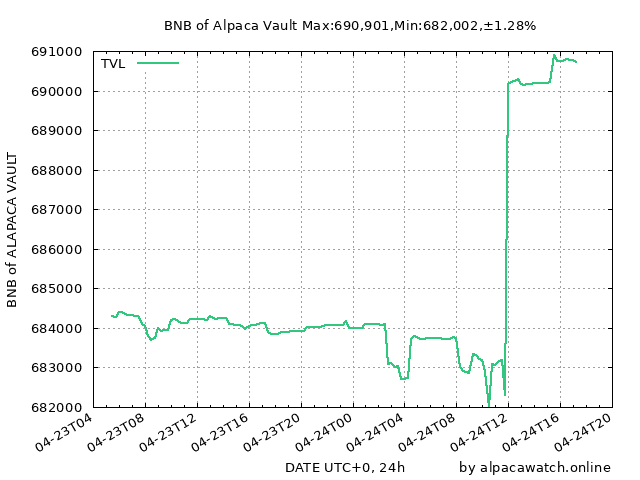 BNB of Alpaca Vault Max:690,901,Min:682,002,±1.28%
TVL
691000
690000
689000
688000
687000
686000
685000
684000
683000
682000
BNB of ALAPACA VAULT
04-23T04
04-23T08
04-23T12
04-23T16
04-23T20
04-24T00
04-24T04
04-24T08
04-24T12
04-24T16
04-24T20
DATE UTC+0, 24h
by alpacawatch.online